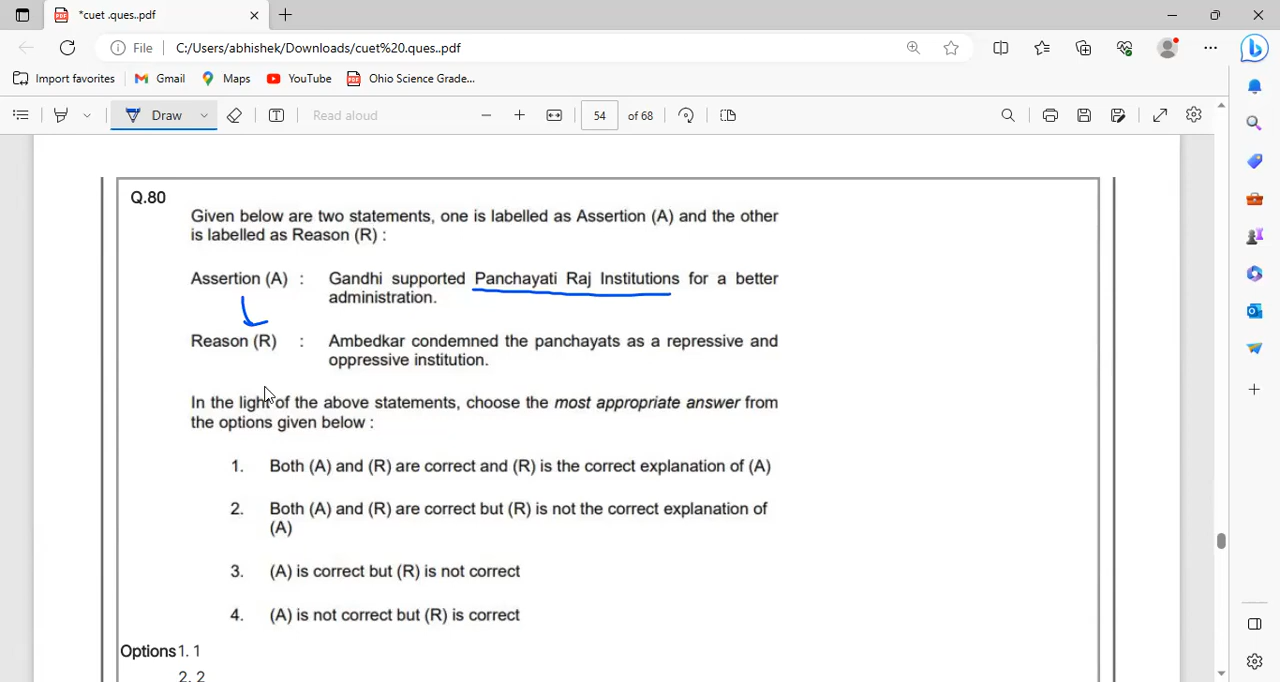 *cuet .ques..pdf
File C:/Users/abhishek/Downloads/cuet%20.ques..pdf
Import favorites Gmail Maps YouTube Ohio Science Grade...
Draw Read aloud 54 of 68
Q.80
Given below are two statements, one is labelled as Assertion (A) and the other
is labelled as Reason (R) :
Assertion (A) : Gandhi supported Panchayati Raj Institutions for a better
administration.
Reason (R) : Ambedkar condemned the panchayats as a repressive and
oppressive institution.
In the light of the above statements, choose the most appropriate answer from
the options given below :
1. Both (A) and (R) are correct and (R) is the correct explanation of (A)
2. Both (A) and (R) are correct but (R) is not the correct explanation of
(A)
3. (A) is correct but (R) is not correct
4. (A) is not correct but (R) is correct
Options 1. 1
2. 2